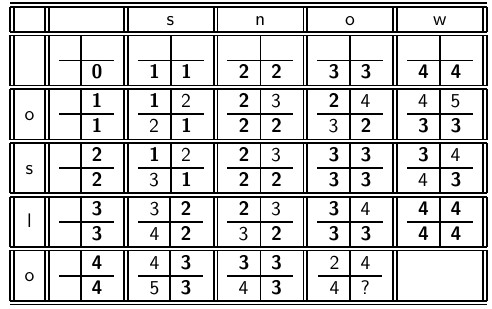 s n o w
0 1 1 2 2 3 3 4 4
1 1 2 2 3 2 4 4 5
o
1 2 1 2 2 3 2 3 3
2 1 2 2 3 3 3 3 4
s
2 3 1 2 2 3 3 4 3
3 3 2 2 3 3 4 4 4
l
3 4 2 3 2 3 3 4 4
4 4 3 3 3 2 4
o
4 5 3 4 3 4 ?